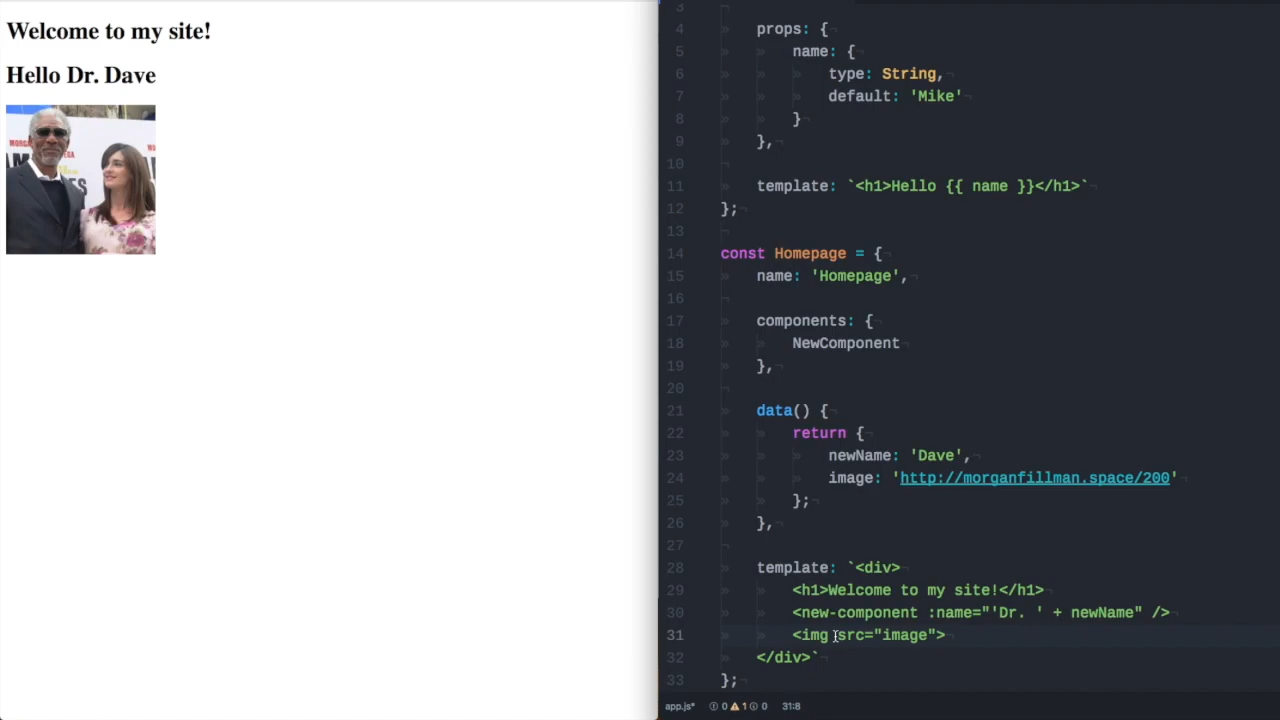 Welcome to my site!
Hello Dr. Dave
3
4 props: {
5 name: {
6 type: String,
7 default: 'Mike'
8 }
9 },
10
11 template: `<h1>Hello {{ name }}</h1>`
12 };
13
14 const Homepage = {
15 name: 'Homepage',
16
17 components: {
18 NewComponent
19 },
20
21 data() {
22 return {
23 newName: 'Dave',
24 image: 'http://morganfillman.space/200'
25 };
26 },
27
28 template: `<div>
29 <h1>Welcome to my site!</h1>
30 <new-component :name="'Dr. ' + newName" />
31 <img src="image">
32 </div>`
33 };
app.js* 0 1 0 31:8